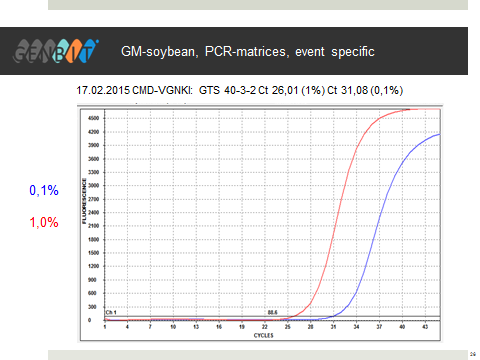 GENBIT
GM-soybean, PCR-matrices, event specific
17.02.2015 CMD-VGNKI: GTS 40-3-2 Ct 26,01 (1%) Ct 31,08 (0,1%)
0,1%
1,0%
FLUORESCENCE
4500
4200
3900
3600
3300
3000
2700
2400
2100
1800
1500
1200
900
600
300
0
Ch 1
88.6
1 4 7 10 13 16 19 22 25 28 31 34 37 40 43
CYCLES